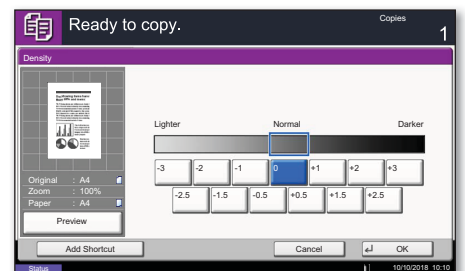 Ready to copy.
Copies
1
Density
Lighter
Normal
Darker
-3
-2
-1
0
+1
+2
+3
-2.5
-1.5
-0.5
+0.5
+1.5
+2.5
Original : A4
Zoom : 100%
Paper : A4
Preview
Add Shortcut
Cancel
OK
Status
10/10/2018 10:10